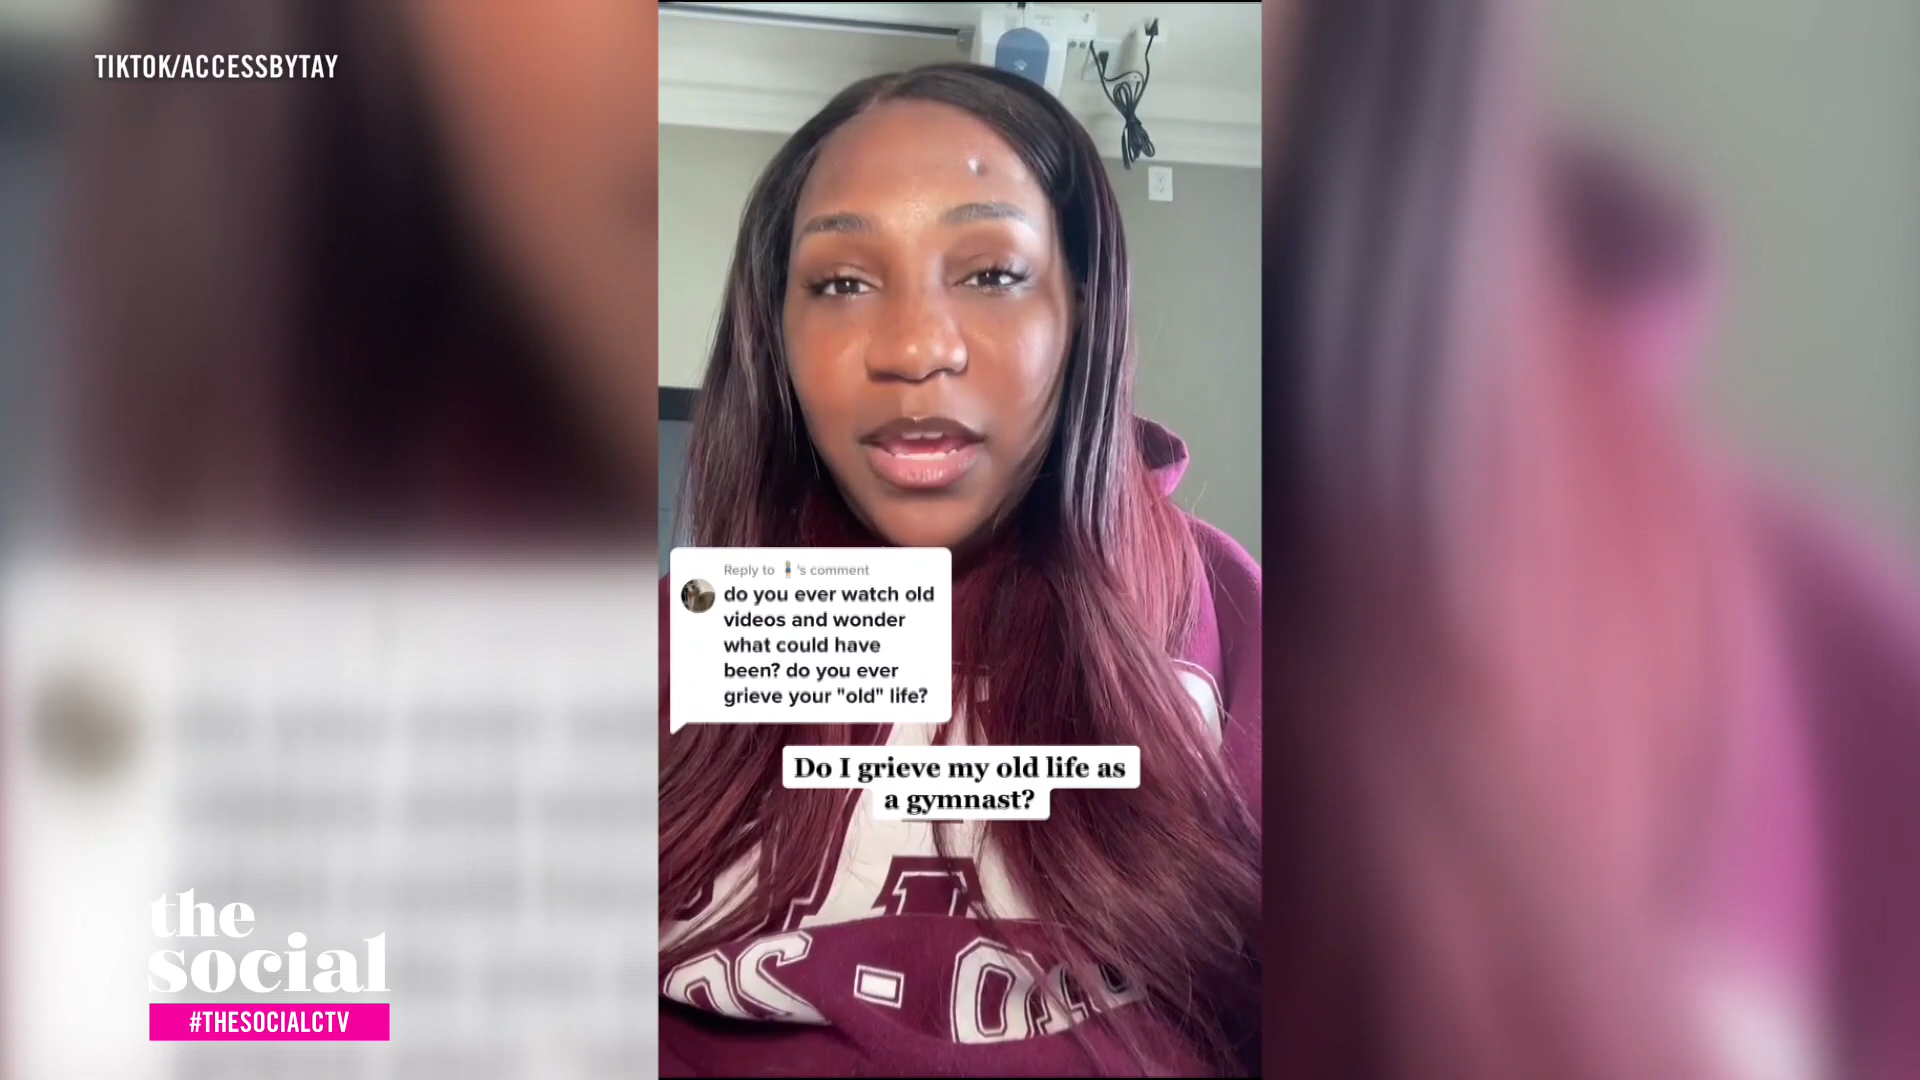 TIKTOK/ACCESSBYTAY
Reply to 🧍🏽‍♀️'s comment
do you ever watch old
videos and wonder
what could have
been? do you ever
grieve your "old" life?
Do I grieve my old life as
a gymnast?
the
social
#THESOCIALCTV